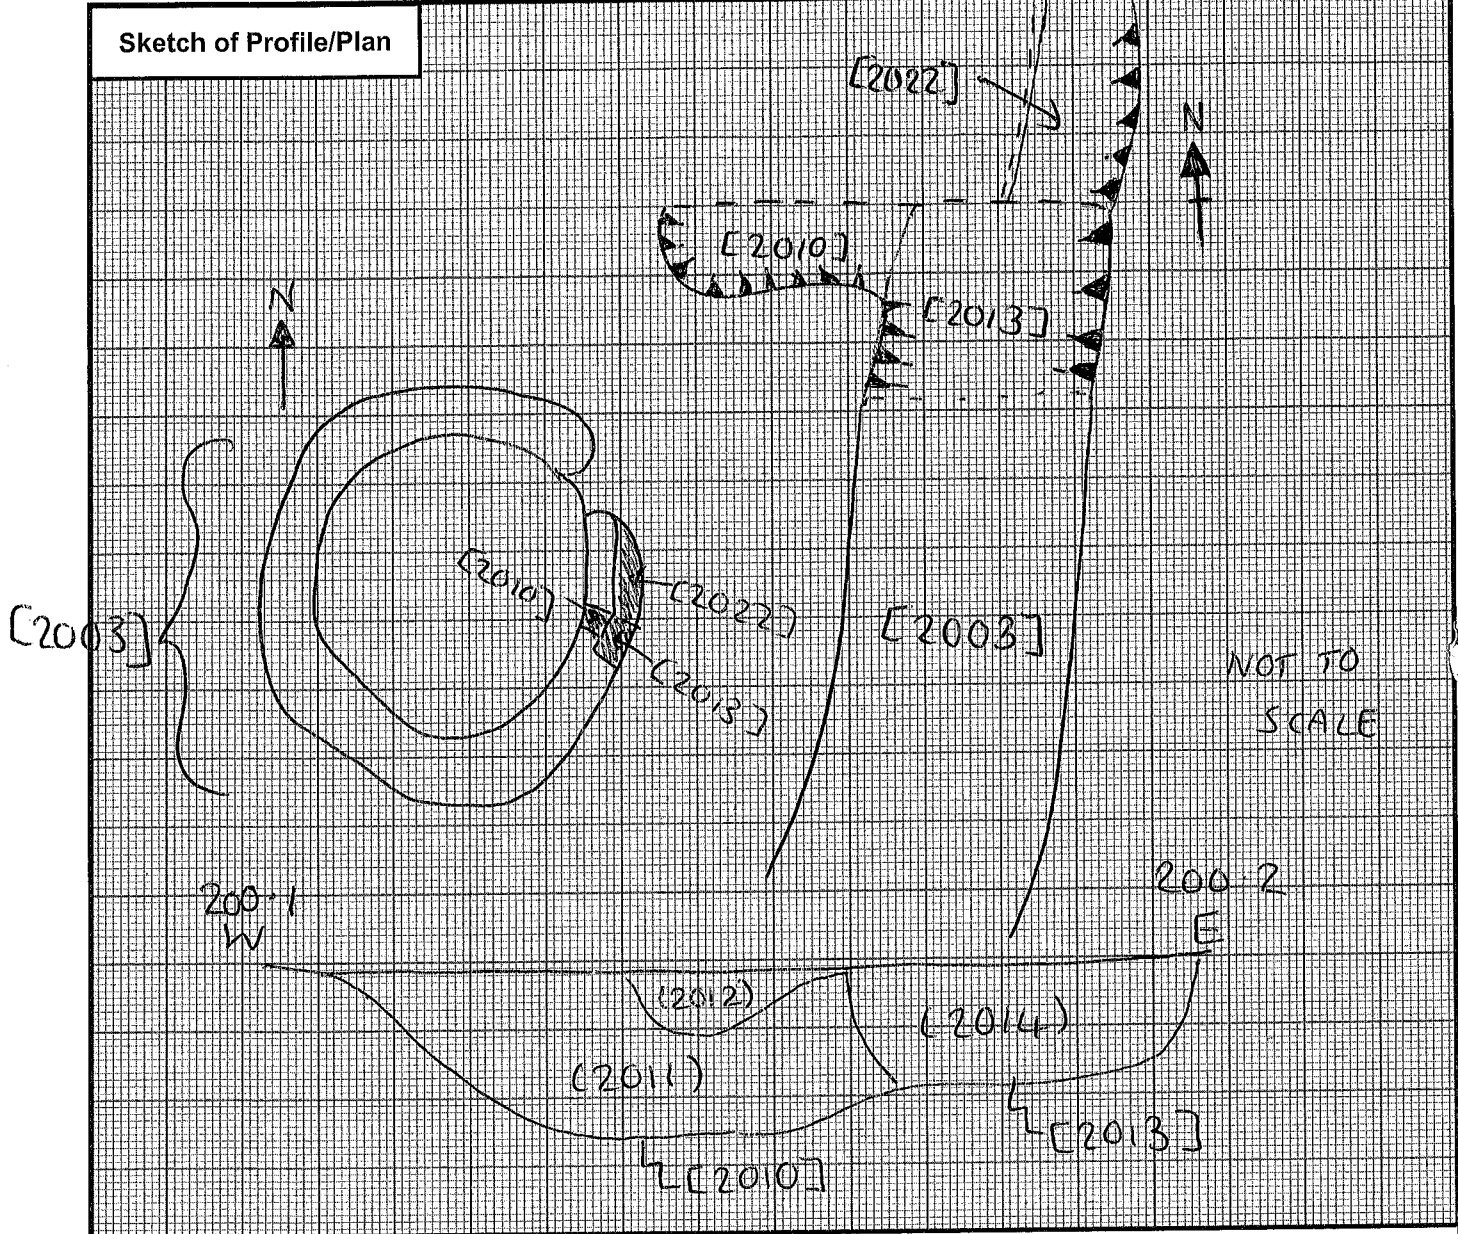 Sketch of Profile/Plan
[2022]
N
[2010]
[2013]
N
[2010]
[2022]
[2003]
[2003]
[2013]
NOT TO
SCALE
200.1
W
200.2
E
(2012)
(2014)
(2011)
[2013]
[2010]